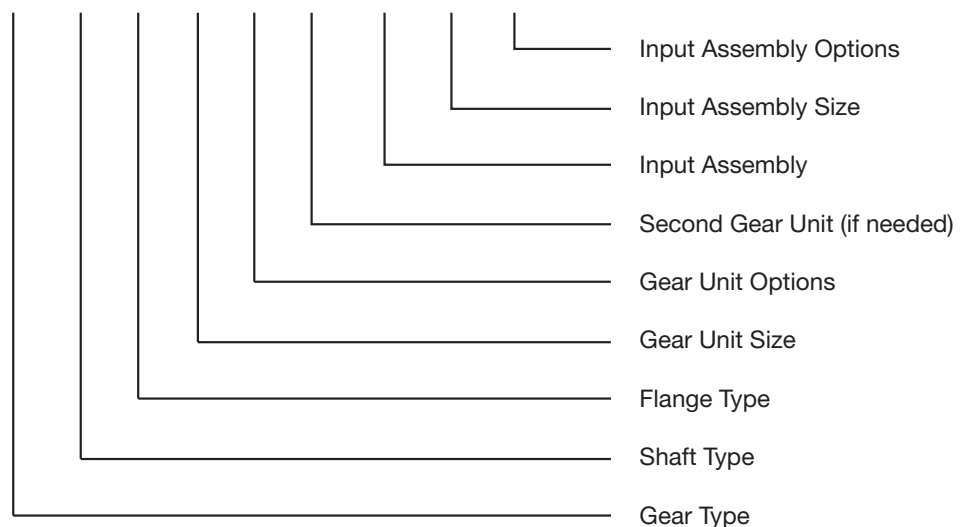 Input Assembly Options
Input Assembly Size
Input Assembly
Second Gear Unit (if needed)
Gear Unit Options
Gear Unit Size
Flange Type
Shaft Type
Gear Type